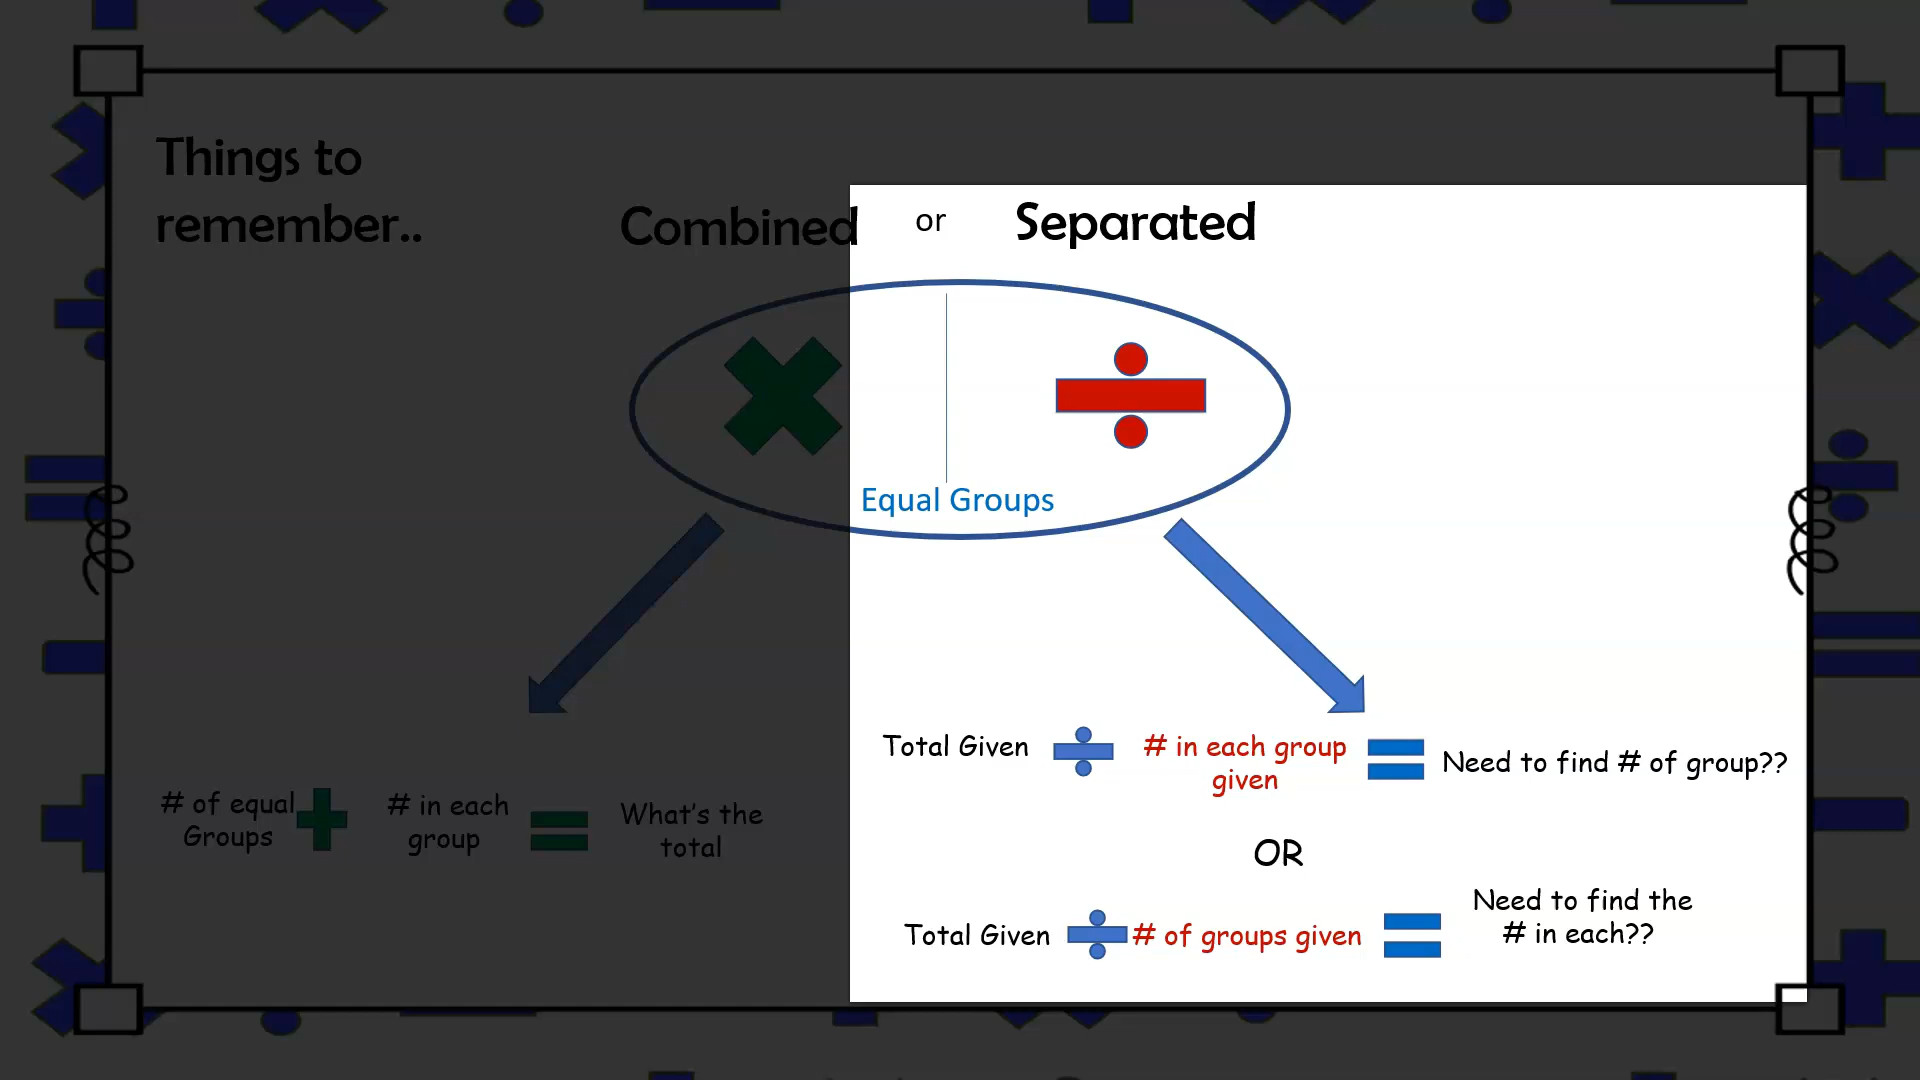 Things to
remember..
Combined or Separated
Equal Groups
# of equal
Groups
# in each
group
What's the
total
Total Given
# in each group
given
Need to find # of group??
OR
Total Given
# of groups given
Need to find the
# in each??